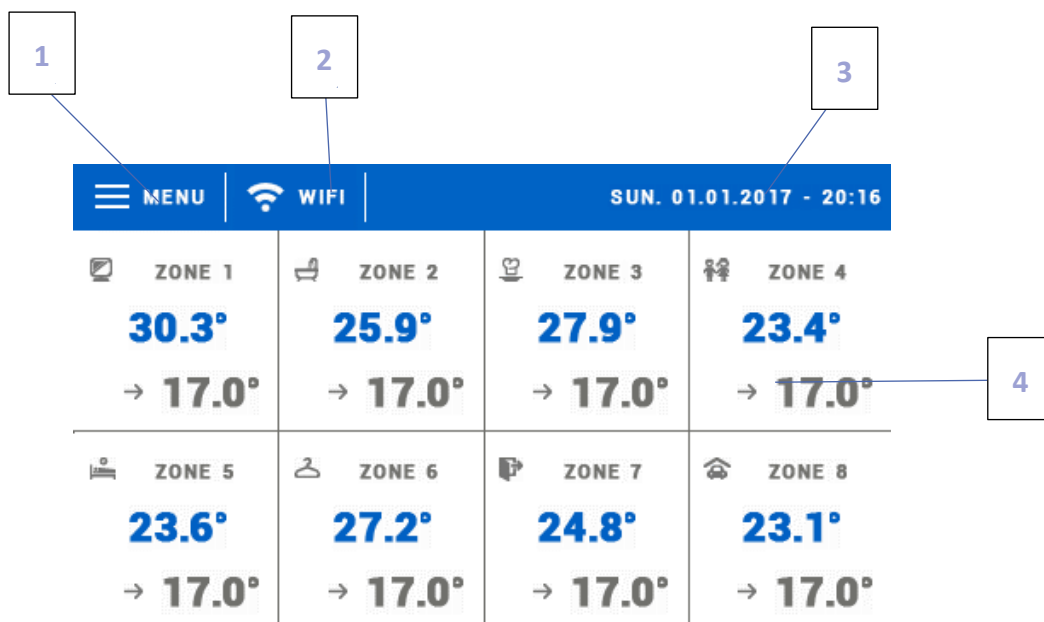 1 2 3
MENU WIFI SUN. 01.01.2017 - 20:16
ZONE 1 ZONE 2 ZONE 3 ZONE 4
30.3° 25.9° 27.9° 23.4°
→ 17.0° → 17.0° → 17.0° → 17.0° 4
ZONE 5 ZONE 6 ZONE 7 ZONE 8
23.6° 27.2° 24.8° 23.1°
→ 17.0° → 17.0° → 17.0° → 17.0°